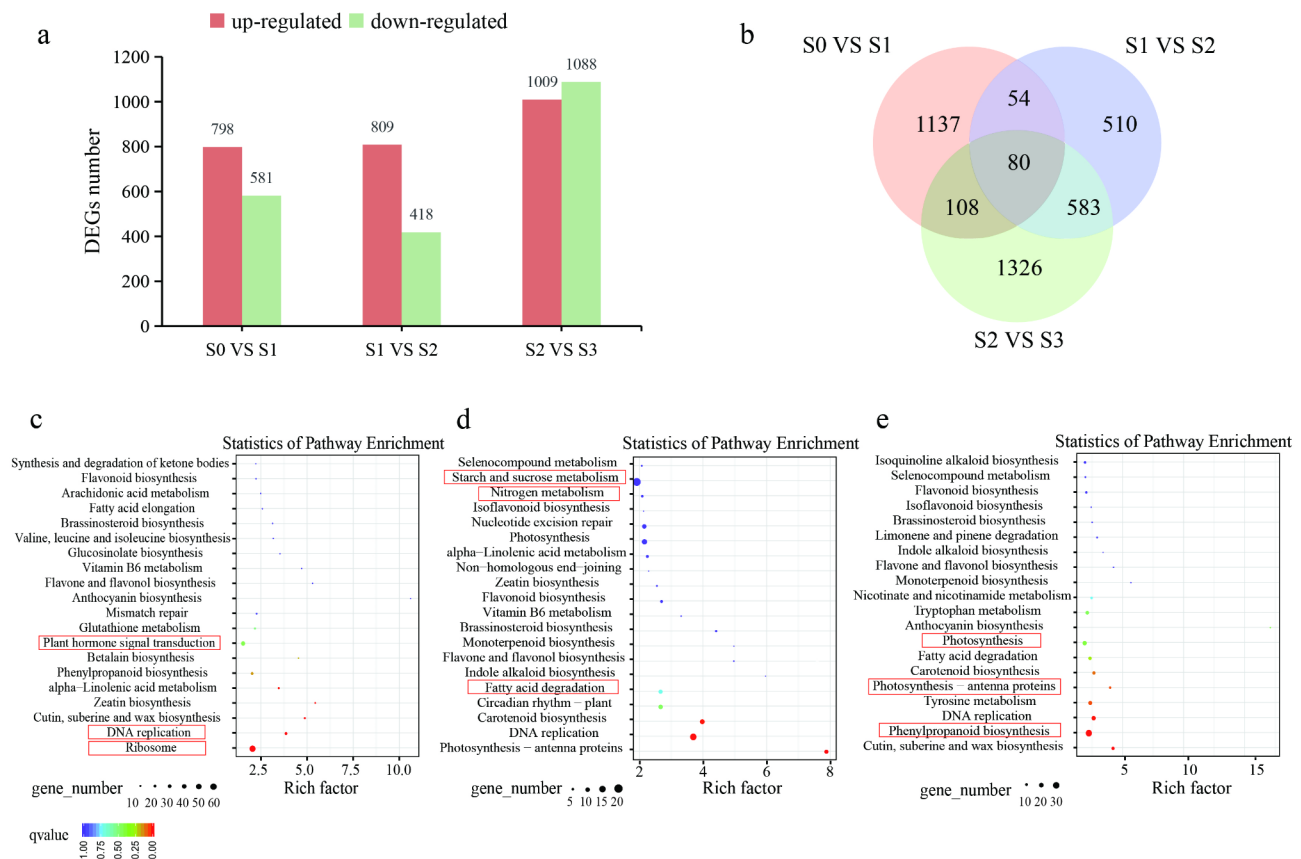 a
up-regulated down-regulated
DEGs number
1200
1000
800
600
400
200
0
798
581
809
418
1009
1088
S0 VS S1
S1 VS S2
S2 VS S3
b
S0 VS S1
S1 VS S2
1137
54
510
80
108
583
1326
S2 VS S3
c
Statistics of Pathway Enrichment
Synthesis and degradation of ketone bodies
Flavonoid biosynthesis
Arachidonic acid metabolism
Fatty acid elongation
Brassinosteroid biosynthesis
Valine, leucine and isoleucine biosynthesis
Glucosinolate biosynthesis
Vitamin B6 metabolism
Flavone and flavonol biosynthesis
Anthocyanin biosynthesis
Mismatch repair
Glutathione metabolism
Plant hormone signal transduction
Betalain biosynthesis
Phenylpropanoid biosynthesis
alpha−Linolenic acid metabolism
Zeatin biosynthesis
Cutin, suberine and wax biosynthesis
DNA replication
Ribosome
2.5 5.0 7.5 10.0
Rich factor
gene_number
10 20 30 40 50 60
qvalue
1.00 0.75 0.50 0.25 0.00
d
Statistics of Pathway Enrichment
Selenocompound metabolism
Starch and sucrose metabolism
Nitrogen metabolism
Isoflavonoid biosynthesis
Nucleotide excision repair
Photosynthesis
alpha−Linolenic acid metabolism
Non−homologous end−joining
Zeatin biosynthesis
Flavonoid biosynthesis
Vitamin B6 metabolism
Brassinosteroid biosynthesis
Monoterpenoid biosynthesis
Flavone and flavonol biosynthesis
Indole alkaloid biosynthesis
Fatty acid degradation
Circadian rhythm − plant
Carotenoid biosynthesis
DNA replication
Photosynthesis − antenna proteins
2 4 6 8
Rich factor
gene_number
5 10 15 20
e
Statistics of Pathway Enrichment
Isoquinoline alkaloid biosynthesis
Selenocompound metabolism
Flavonoid biosynthesis
Isoflavonoid biosynthesis
Brassinosteroid biosynthesis
Limonene and pinene degradation
Indole alkaloid biosynthesis
Flavone and flavonol biosynthesis
Monoterpenoid biosynthesis
Nicotinate and nicotinamide metabolism
Tryptophan metabolism
Anthocyanin biosynthesis
Photosynthesis
Fatty acid degradation
Carotenoid biosynthesis
Photosynthesis − antenna proteins
Tyrosine metabolism
DNA replication
Phenylpropanoid biosynthesis
Cutin, suberine and wax biosynthesis
5 10 15
Rich factor
gene_number
10 20 30